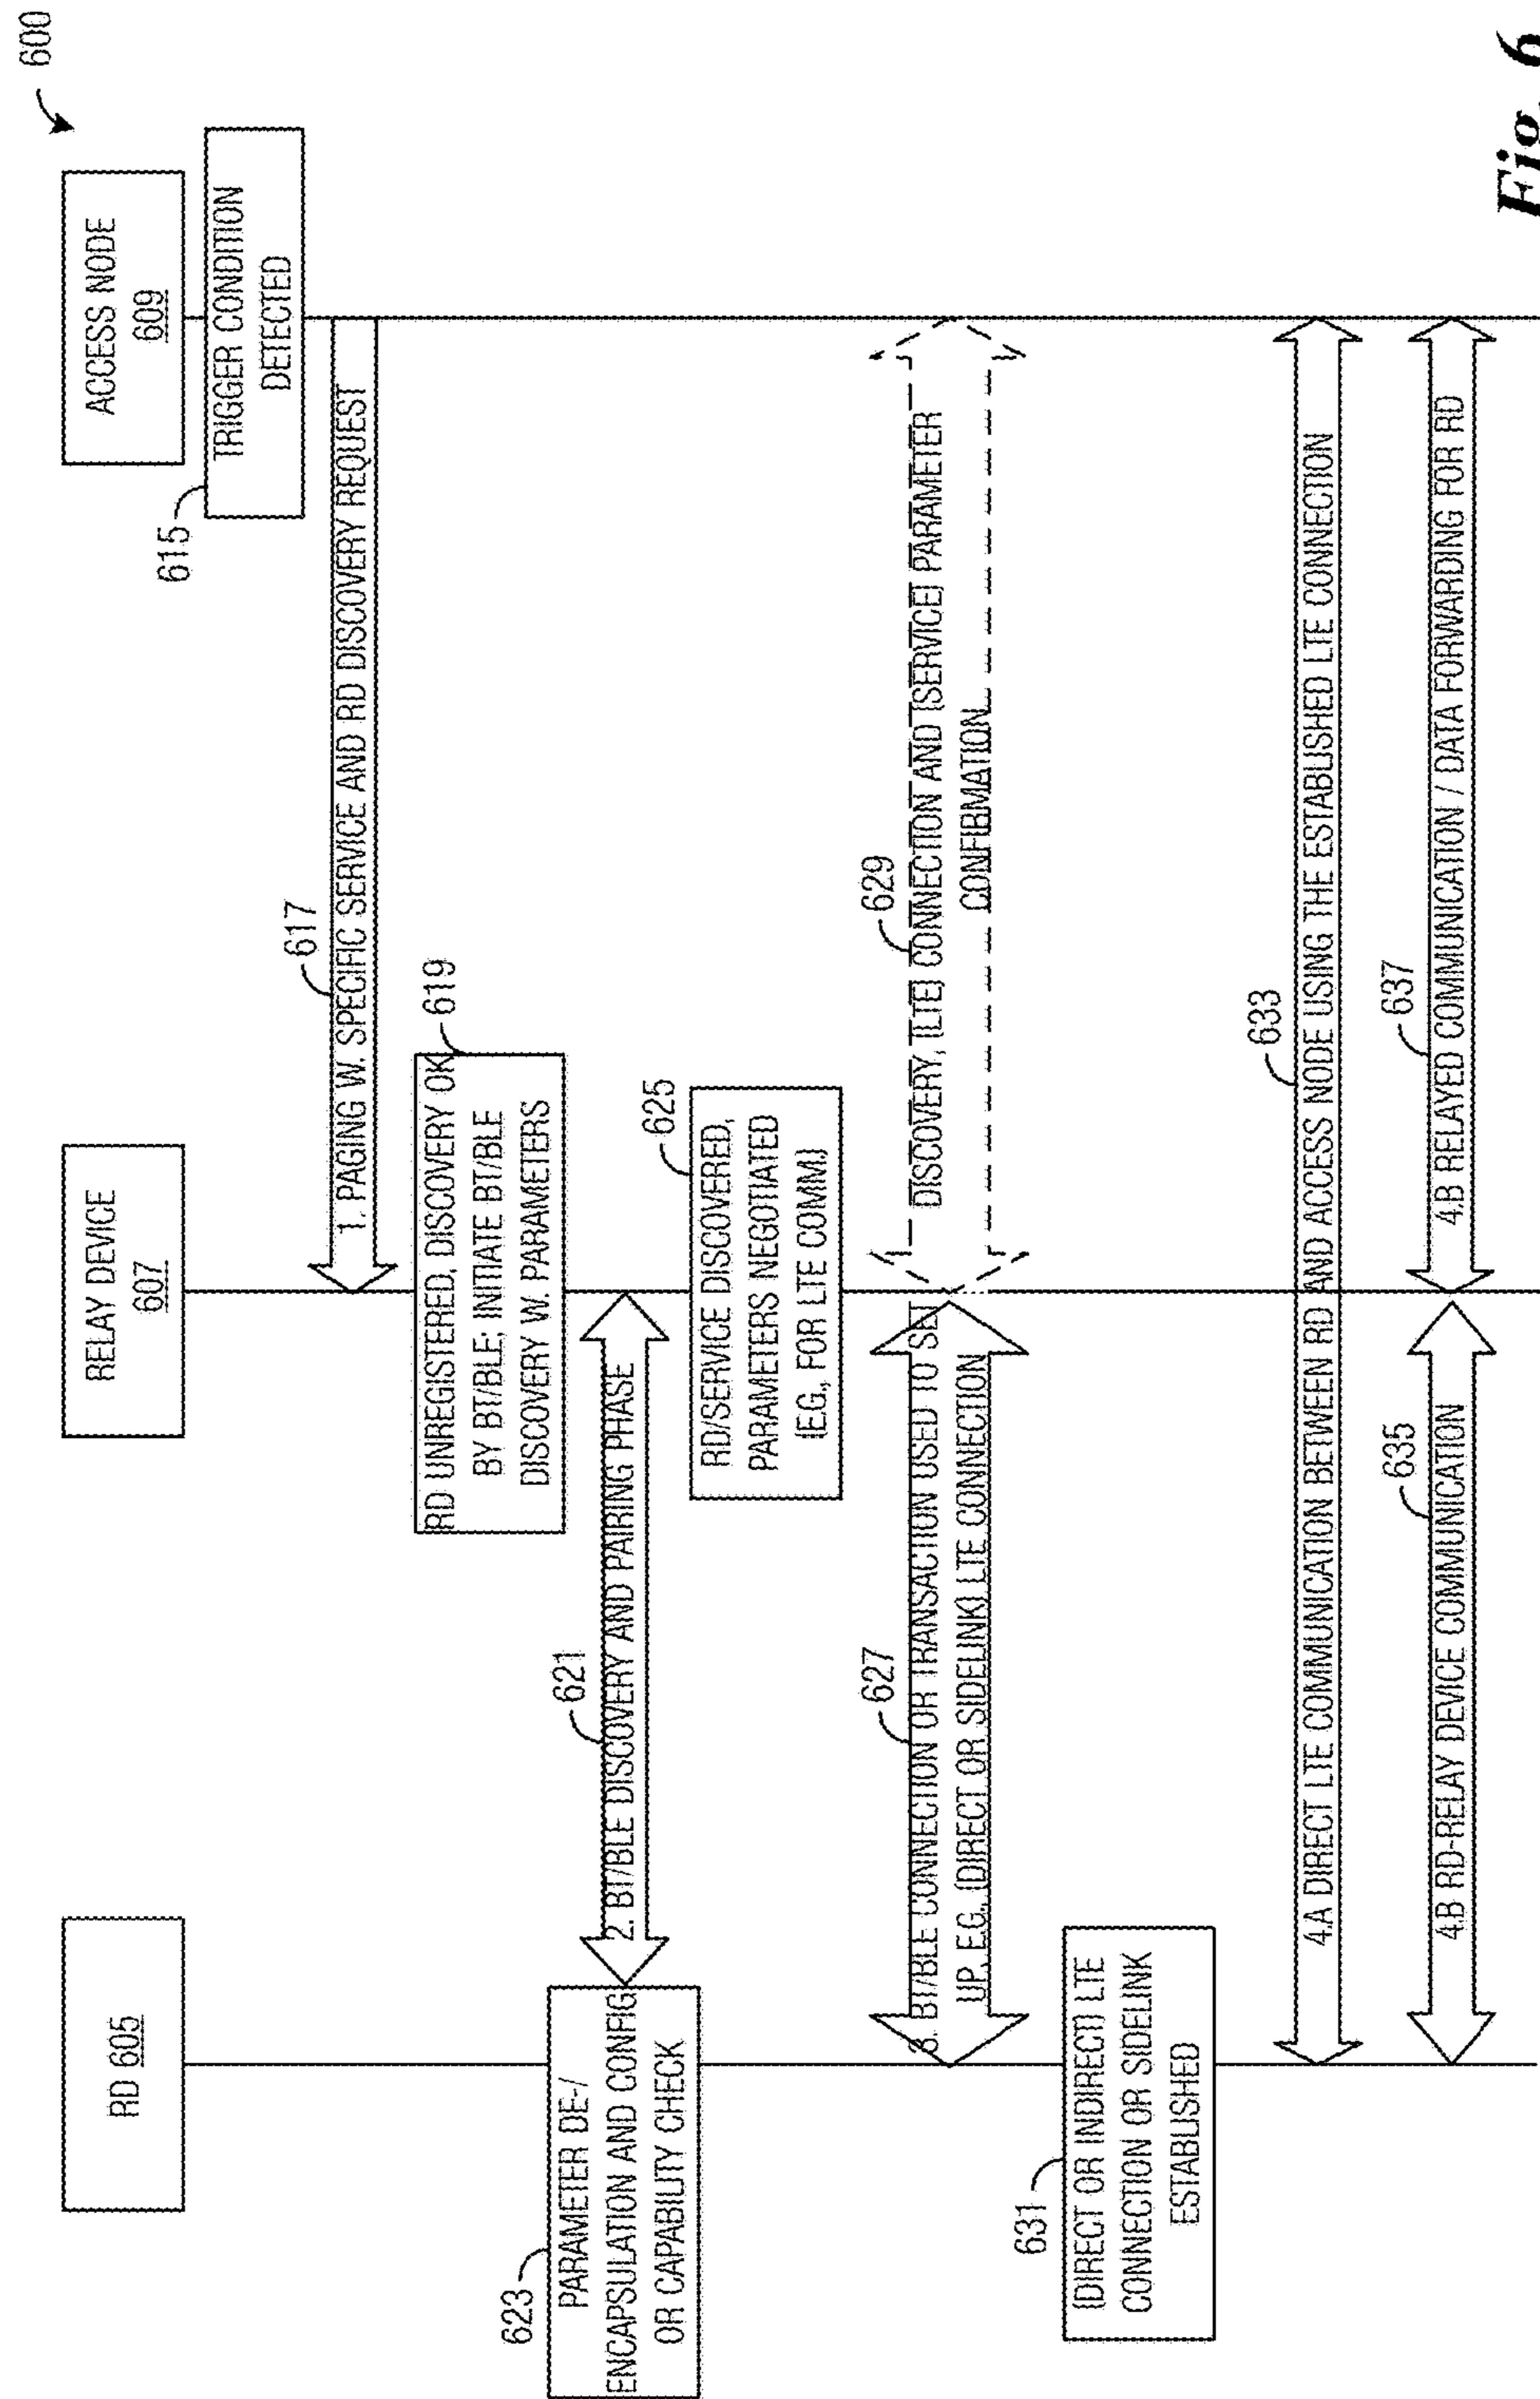 600
RD 605
RELAY DEVICE
607
ACCESS NODE
609
615
TRIGGER CONDITION
DETECTED
617
1. PAGING W. SPECIFIC SERVICE AND RD DISCOVERY REQUEST
619
RD UNREGISTERED, DISCOVERY OK
BY BT/BLE; INITIATE BT/BLE
DISCOVERY W. PARAMETERS
621
2. BT/BLE DISCOVERY AND PAIRING PHASE
623
PARAMETER DE-/
ENCAPSULATION AND CONFIG
OR CAPABILITY CHECK
625
RD/SERVICE DISCOVERED,
PARAMETERS NEGOTIATED
(E.G., FOR LTE COMM.)
627
3. BT/BLE CONNECTION OR TRANSACTION USED TO SET
UP, E.G., (DIRECT OR SIDELINK) LTE CONNECTION
629
DISCOVERY, (LTE) CONNECTION AND (SERVICE) PARAMETER
CONFIRMATION
631
(DIRECT OR INDIRECT) LTE
CONNECTION OR SIDELINK
ESTABLISHED
633
4.A DIRECT LTE COMMUNICATION BETWEEN RD AND ACCESS NODE USING THE ESTABLISHED LTE CONNECTION
635
4.B RD-RELAY DEVICE COMMUNICATION
637
4.B RELAYED COMMUNICATION / DATA FORWARDING FOR RD
Fig. 6